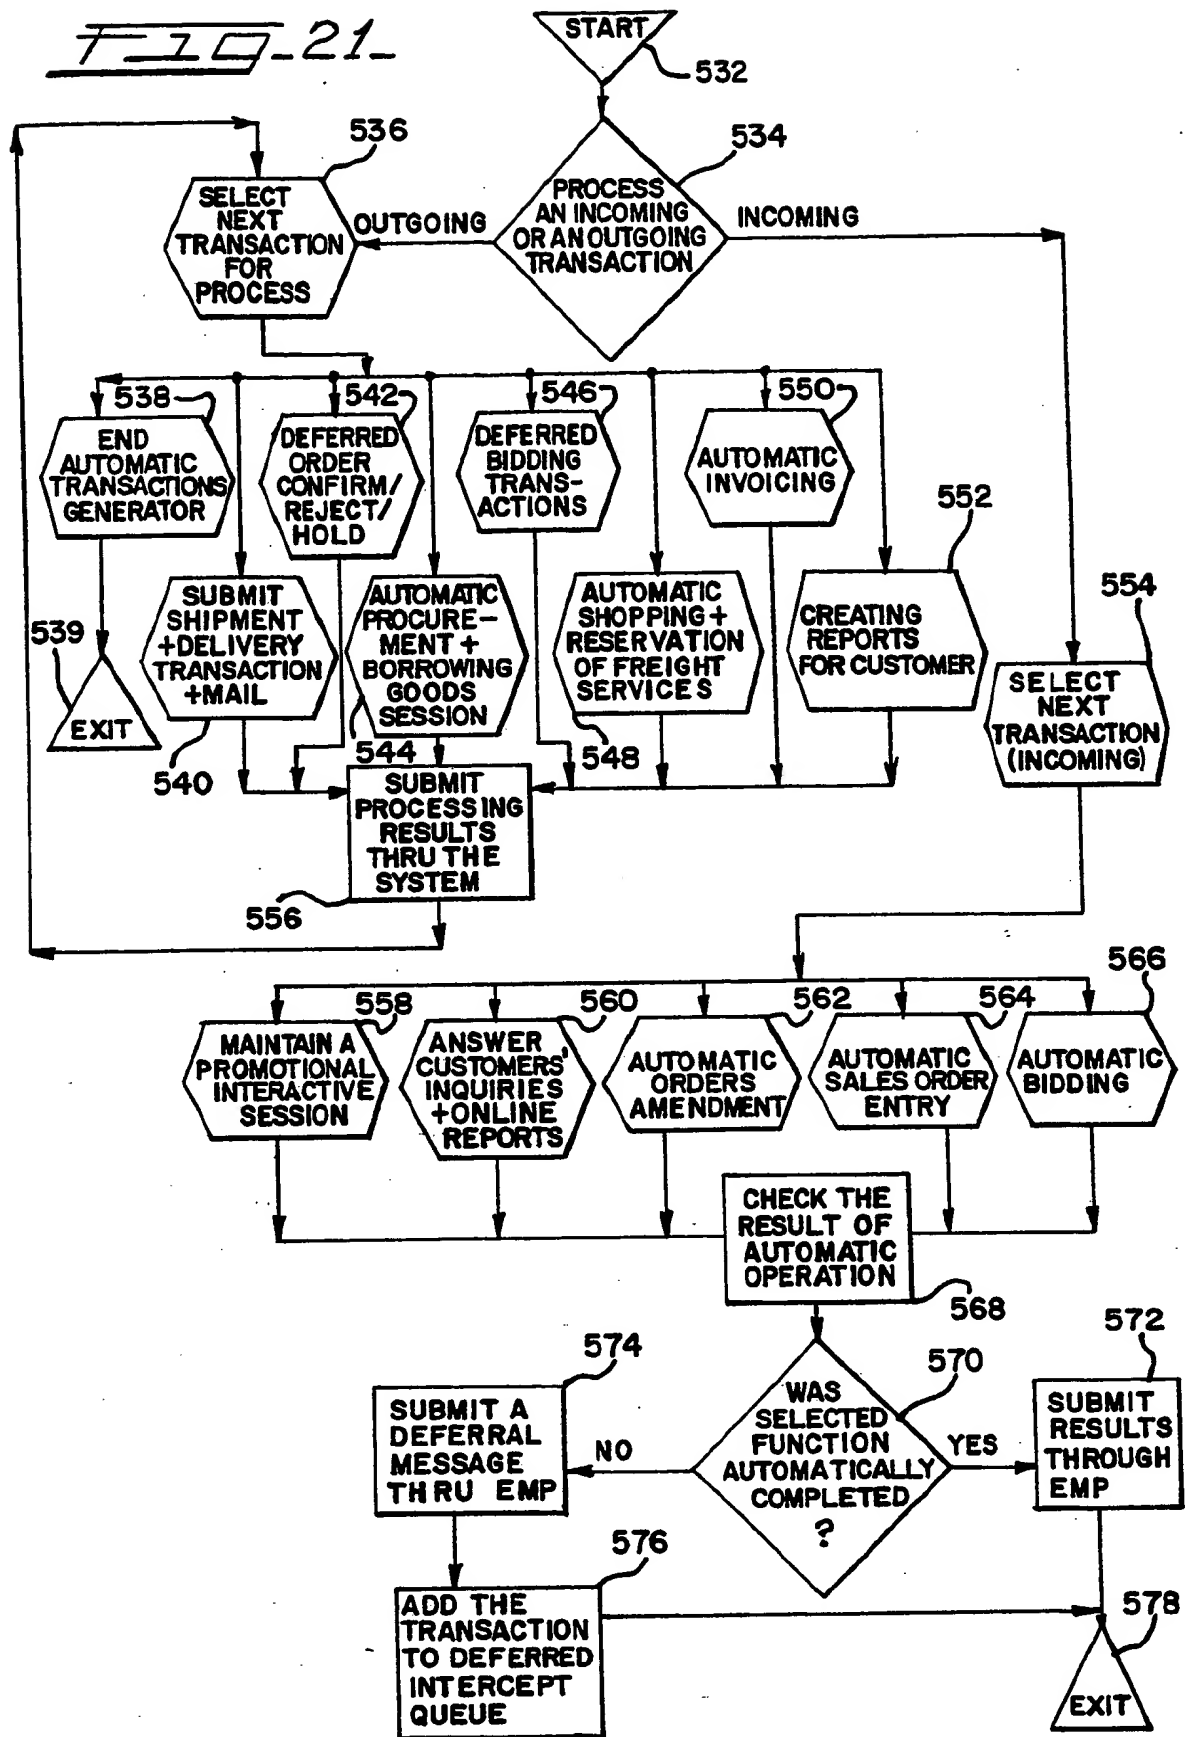 Fig-21-
START
532
534
536
PROCESS
AN INCOMING
OR AN OUTGOING
TRANSACTION
OUTGOING
INCOMING
SELECT
NEXT
TRANSACTION
FOR
PROCESS
538
END
AUTOMATIC
TRANSACTIONS
GENERATOR
542
DEFERRED
ORDER
CONFIRM/
REJECT/
HOLD
546
DEFERRED
BIDDING
TRANS-
ACTIONS
550
AUTOMATIC
INVOICING
552
539
EXIT
SUBMIT
SHIPMENT
+DELIVERY
TRANSACTION
+MAIL
540
AUTOMATIC
PROCURE-
MENT +
BORROWING
GOODS
SESSION
544
AUTOMATIC
SHOPPING+
RESERVATION
OF FREIGHT
SERVICES
548
CREATING
REPORTS
FOR CUSTOMER
554
SELECT
NEXT
TRANSACTION
(INCOMING)
SUBMIT
PROCESSING
RESULTS
THRU THE
SYSTEM
556
558
MAINTAIN A
PROMOTIONAL
INTERACTIVE
SESSION
560
ANSWER
CUSTOMERS'
INQUIRIES
+ONLINE
REPORTS
562
AUTOMATIC
ORDERS
AMENDMENT
564
AUTOMATIC
SALES ORDER
ENTRY
566
AUTOMATIC
BIDDING
CHECK THE
RESULT OF
AUTOMATIC
OPERATION
568
570
WAS
SELECTED
FUNCTION
AUTOMATICALLY
COMPLETED
?
NO
YES
572
SUBMIT
RESULTS
THROUGH
EMP
574
SUBMIT A
DEFERRAL
MESSAGE
THRU EMP
576
ADD THE
TRANSACTION
TO DEFERRED
INTERCEPT
QUEUE
578
EXIT